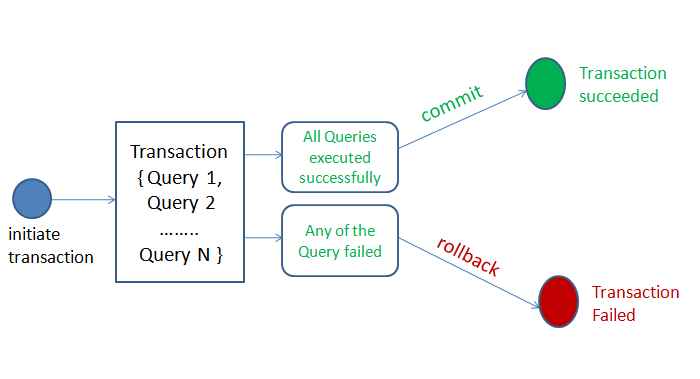 initiate
transaction
Transaction
{ Query 1,
Query 2
........
Query N }
All Queries
executed
successfully
Any of the
Query failed
commit
rollback
Transaction
succeeded
Transaction
Failed